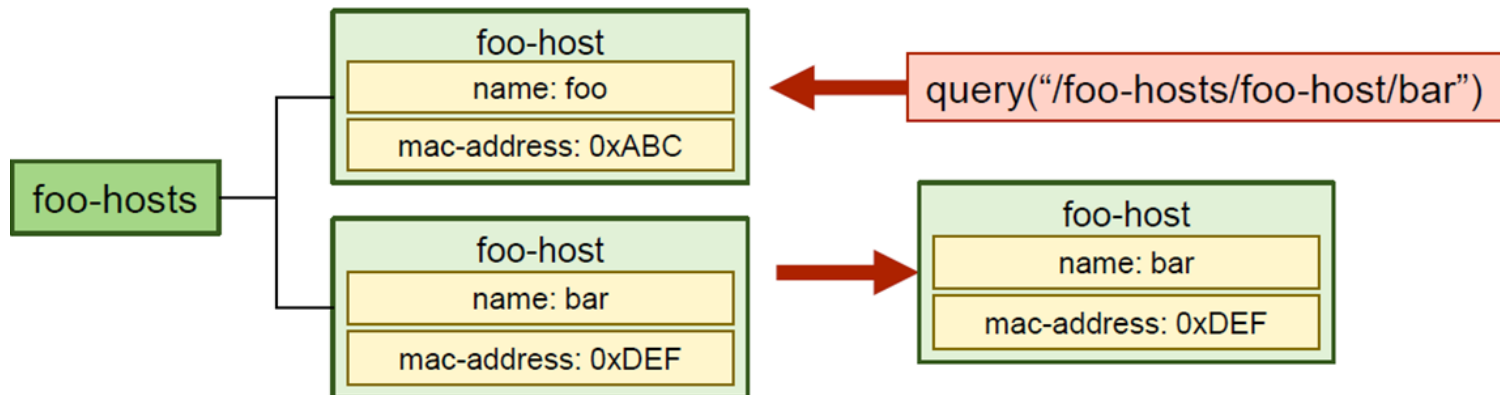 foo-host
name: foo
mac-address: 0xABC
query(“/foo-hosts/foo-host/bar”)
foo-hosts
foo-host
name: bar
mac-address: 0xDEF
foo-host
name: bar
mac-address: 0xDEF